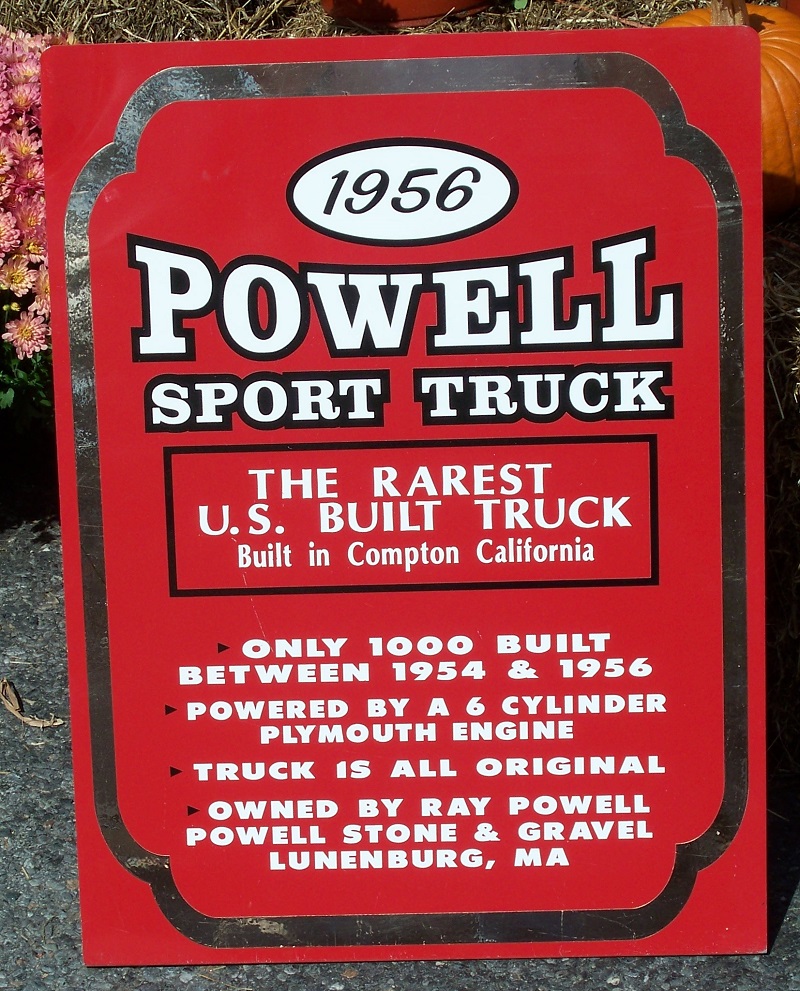 1956
POWELL
SPORT TRUCK
THE RAREST
U.S. BUILT TRUCK
Built in Compton California
▸ ONLY 1000 BUILT
BETWEEN 1954 & 1956
▸ POWERED BY A 6 CYLINDER
PLYMOUTH ENGINE
▸ TRUCK IS ALL ORIGINAL
▸ OWNED BY RAY POWELL
POWELL STONE & GRAVEL
LUNENBURG, MA